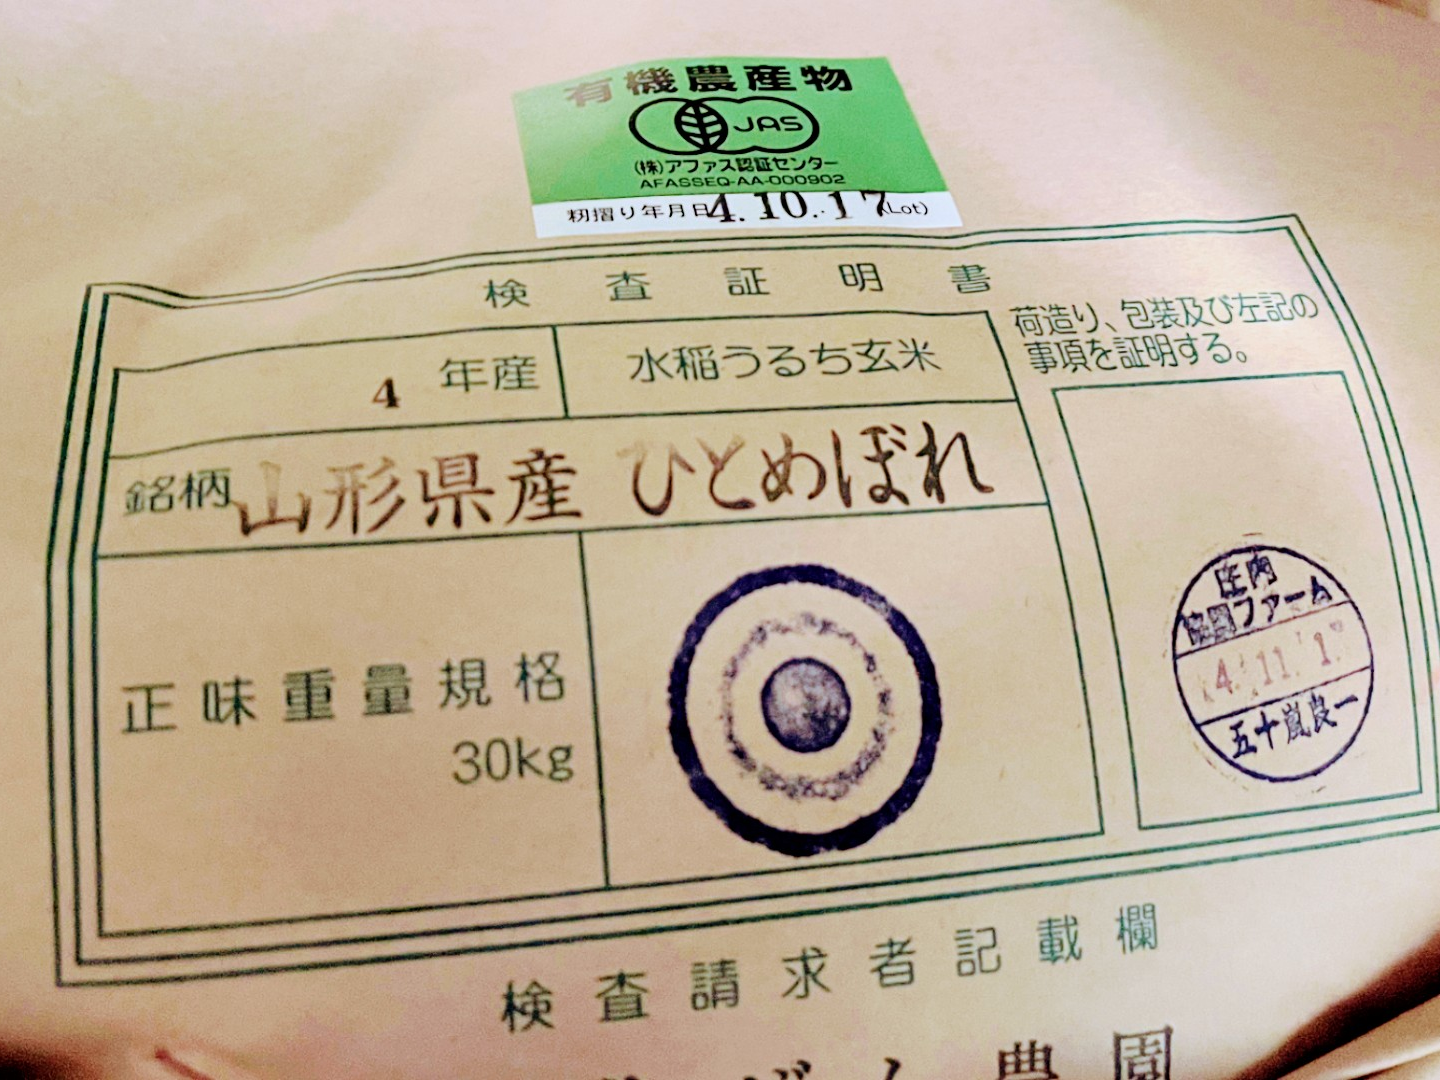 有機農産物
JAS
(株)アファス認証センター
AFASSEQ-AA-000902
籾摺り年月日4.10.17(Lot)
検査証明書
4年産
水稲うるち玄米
荷造り、包装及び左記の
事項を証明する。
銘柄山形県産 ひとめぼれ
正味重量規格
30kg
庄内
ファーム
4.11.1
五十嵐良一
検査請求者記載欄
農園